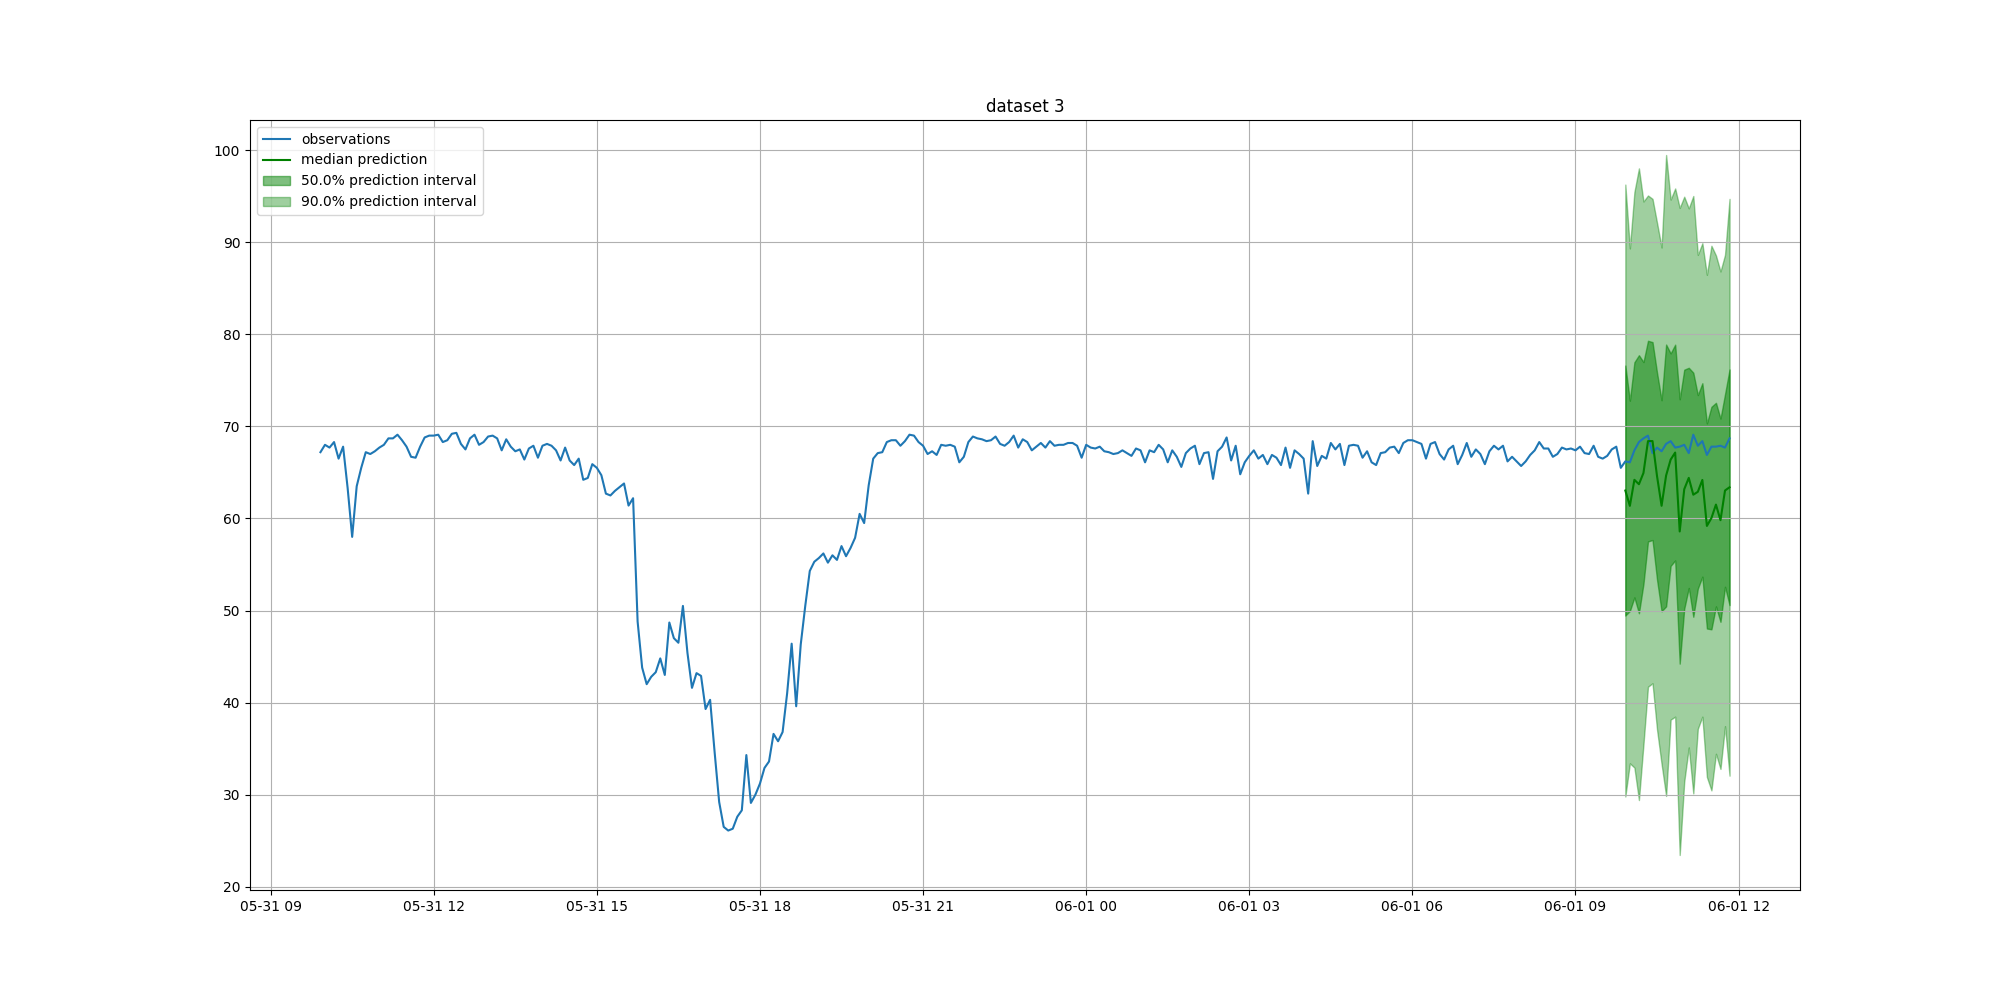 dataset 3
observations
median prediction
50.0% prediction interval
90.0% prediction interval
100
90
80
70
60
50
40
30
20
05-31 09 05-31 12 05-31 15 05-31 18 05-31 21 06-01 00 06-01 03 06-01 06 06-01 09 06-01 12